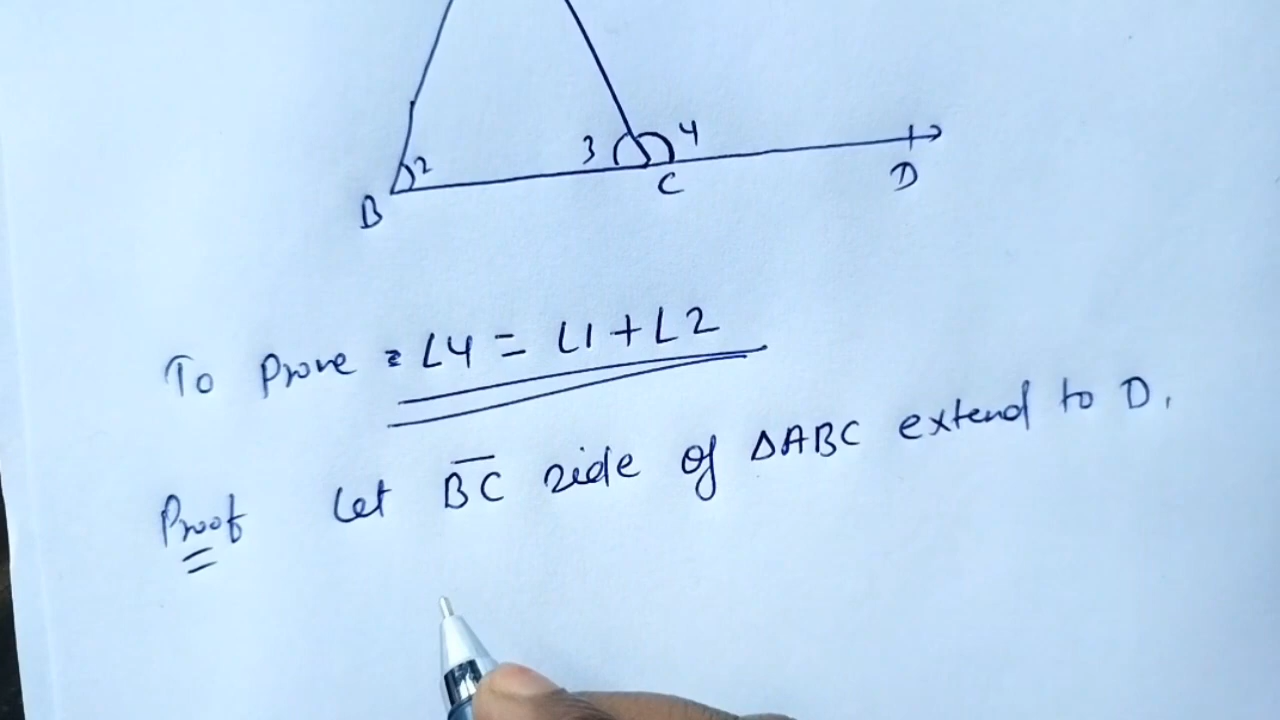 2
3
4
B
C
D
To Prove : ∠4 = ∠1 + ∠2
Proof Let B̅C̅ side of ΔABC extend to D.